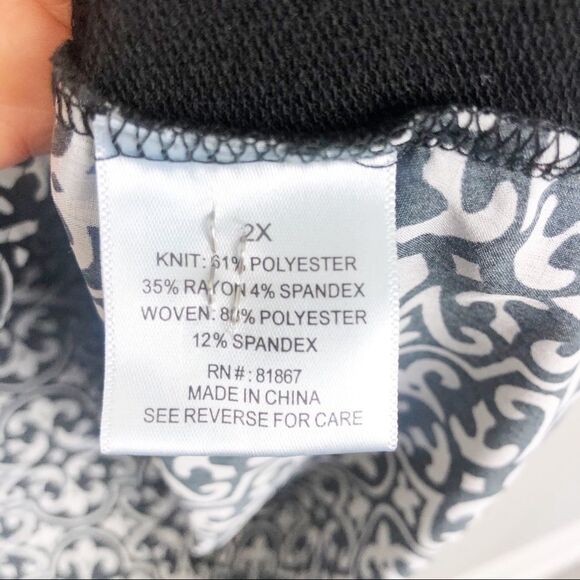 2X
KNIT: 61% POLYESTER
35% RAYON 4% SPANDEX
WOVEN: 88% POLYESTER
12% SPANDEX
RN#: 81867
MADE IN CHINA
SEE REVERSE FOR CARE